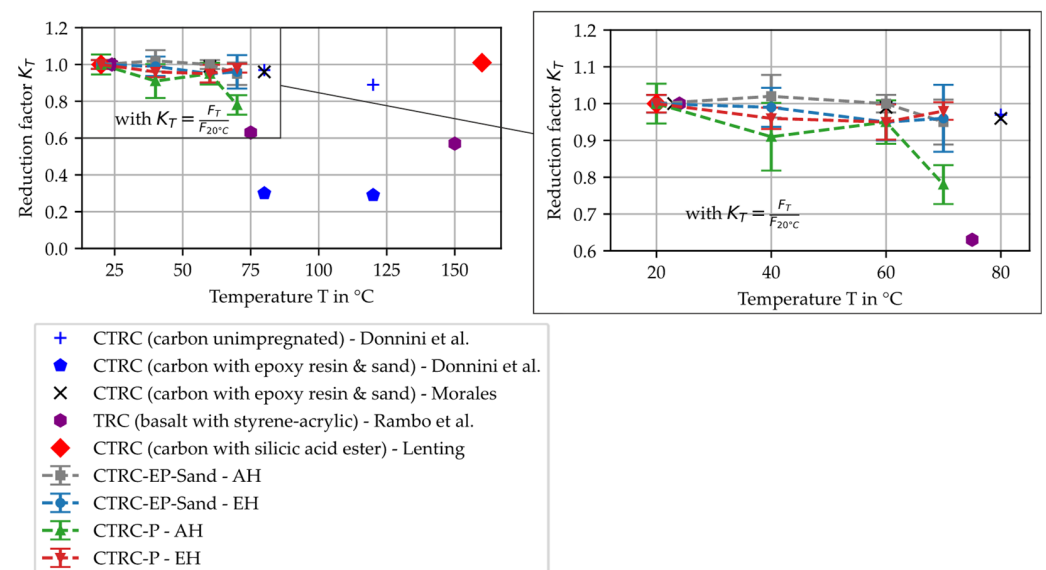 1.2
1.0
0.8
0.6
0.4
0.2
0.0
Reduction factor K_T
with K_T = F_T / F_20°C
25 50 75 100 125 150
Temperature T in °C
1.2
1.1
1.0
0.9
0.8
0.7
0.6
Reduction factor K_T
with K_T = F_T / F_20°C
20 40 60 80
Temperature T in °C
CTRC (carbon unimpregnated) - Donnini et al.
CTRC (carbon with epoxy resin & sand) - Donnini et al.
CTRC (carbon with epoxy resin & sand) - Morales
TRC (basalt with styrene-acrylic) - Rambo et al.
CTRC (carbon with silicic acid ester) - Lenting
CTRC-EP-Sand - AH
CTRC-EP-Sand - EH
CTRC-P - AH
CTRC-P - EH